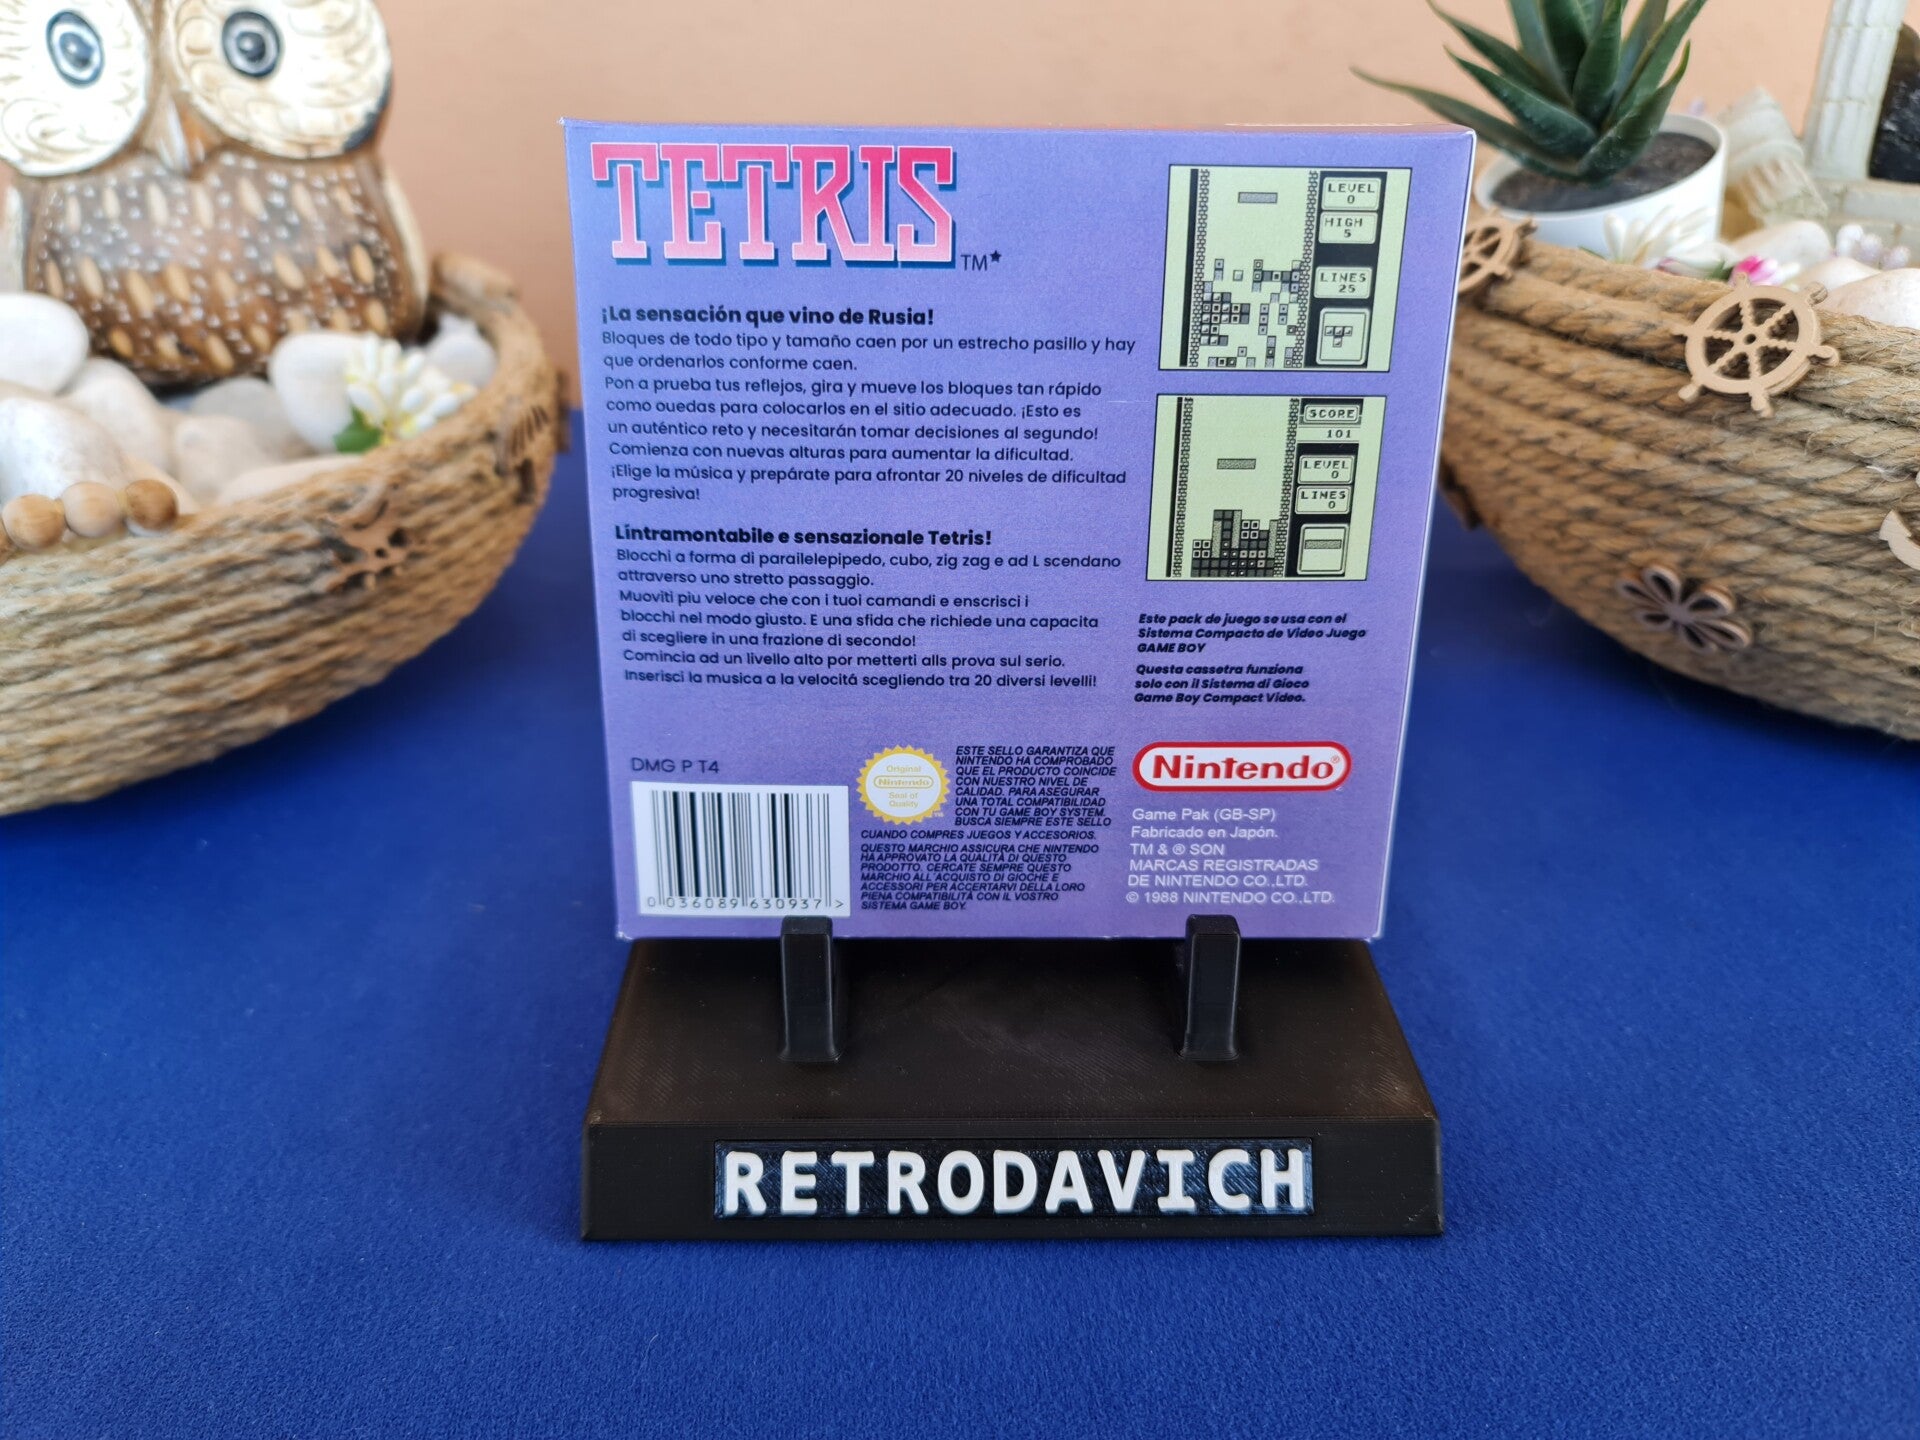 TETRIS
TM*
¡La sensación que vino de Rusia!
Bloques de todo tipo y tamaño caen por un estrecho pasillo y hay
que ordenarlos conforme caen.
Pon a prueba tus reflejos, gira y mueve los bloques tan rápido
como ouedas para colocarlos en el sitio adecuado. ¡Esto es
un auténtico reto y necesitarán tomar decisiones al segundo!
Comienza con nuevas alturas para aumentar la dificultad.
¡Elige la música y prepárate para afrontar 20 niveles de dificultad
progresiva!
Líntramontabile e sensazionale Tetris!
Blocchi a forma di parailelepipedo, cubo, zig zag e ad L scendano
attraverso uno stretto passaggio.
Muoviti piu veloce che con i tuoi camandi e enscrisci i
blocchi nel modo giusto. E una sfida che richiede una capacita
di scegliere in una frazione di secondo!
Comincia ad un livello alto por metterti alls prova sul serio.
Inserisci la musica a la velocitá scegliendo tra 20 diversi levelli!
LEVEL
0
HIGH
5
LINES
25
SCORE
101
LEVEL
0
LINES
0
Este pack de juego se usa con el
Sistema Compacto de Video Juego
GAME BOY
Questa cassetra funziona
solo con il Sistema di Gioco
Game Boy Compact Video.
DMG P T4
0 036089 630937 >
Original
Nintendo
Seal of
Quality
TM
ESTE SELLO GARANTIZA QUE
NINTENDO HA COMPROBADO
QUE EL PRODUCTO COINCIDE
CON NUESTRO NIVEL DE
CALIDAD. PARA ASEGURAR
UNA TOTAL COMPATIBILIDAD
CON TU GAME BOY SYSTEM.
BUSCA SIEMPRE ESTE SELLO
CUANDO COMPRES JUEGOS Y ACCESORIOS.
QUESTO MARCHIO ASSICURA CHE NINTENDO
HA APPROVATO LA QUALITÀ DI QUESTO
PRODOTTO. CERCATE SEMPRE QUESTO
MARCHIO ALL'ACQUISTO DI GIOCHE E
ACCESSORI PER ACCERTARVI DELLA LORO
PIENA COMPATIBILITÀ CON IL VOSTRO
SISTEMA GAME BOY.
Nintendo®
Game Pak (GB-SP)
Fabricado en Japón.
TM & ® SON
MARCAS REGISTRADAS
DE NINTENDO CO.,LTD.
© 1988 NINTENDO CO.,LTD.
RETRODAVICH